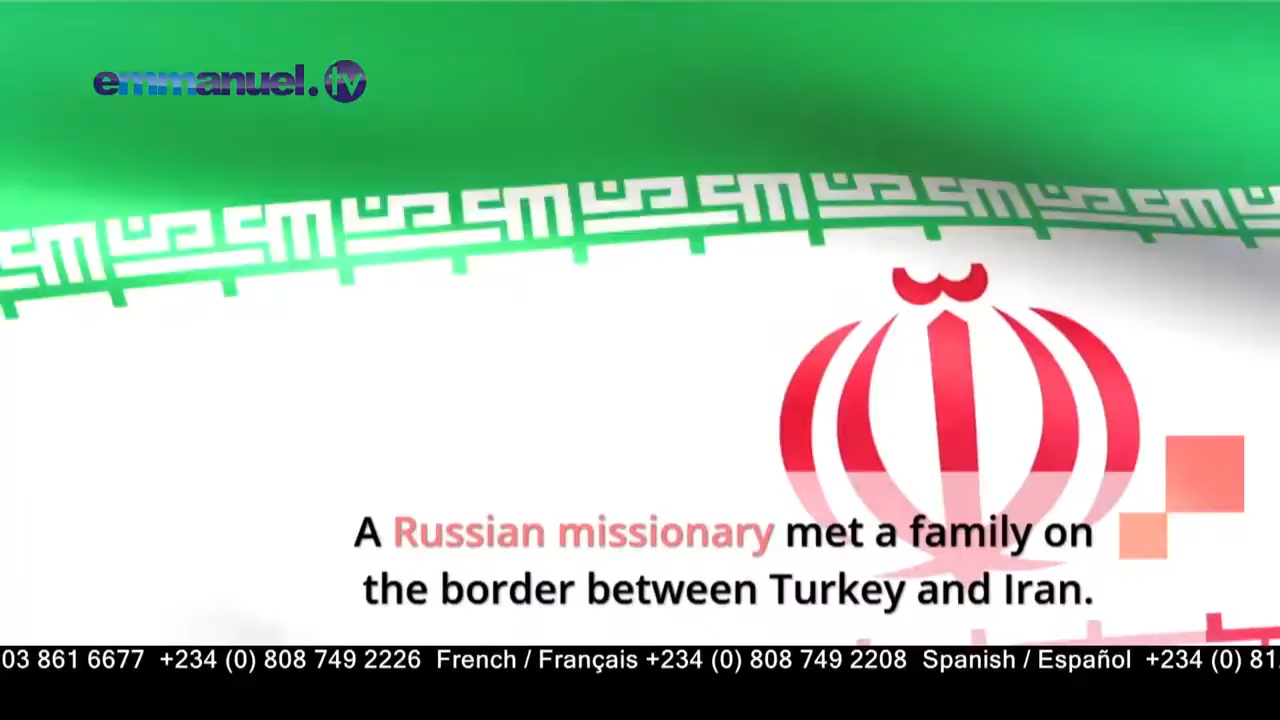 emmanuel.tv
A Russian missionary met a family on
the border between Turkey and Iran.
03 861 6677 +234 (0) 808 749 2226 French / Français +234 (0) 808 749 2208 Spanish / Español +234 (0) 81